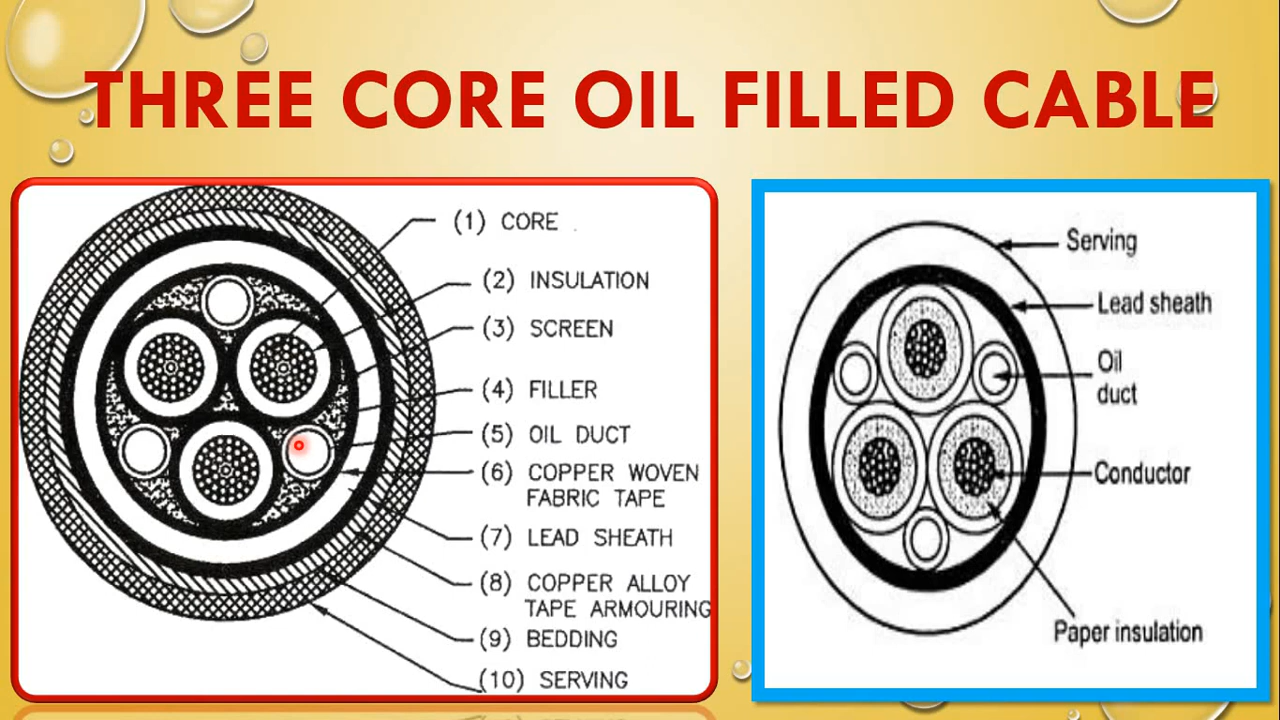 THREE CORE OIL FILLED CABLE
(1) CORE
(2) INSULATION
(3) SCREEN
(4) FILLER
(5) OIL DUCT
(6) COPPER WOVEN
FABRIC TAPE
(7) LEAD SHEATH
(8) COPPER ALLOY
TAPE ARMOURING
(9) BEDDING
(10) SERVING
Serving
Lead sheath
Oil
duct
Conductor
Paper insulation